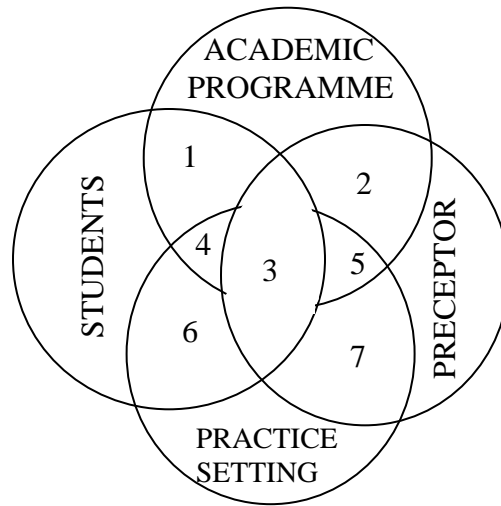 ACADEMIC
PROGRAMME
1
2
STUDENTS
PRECEPTOR
4
3
5
6
7
PRACTICE
SETTING